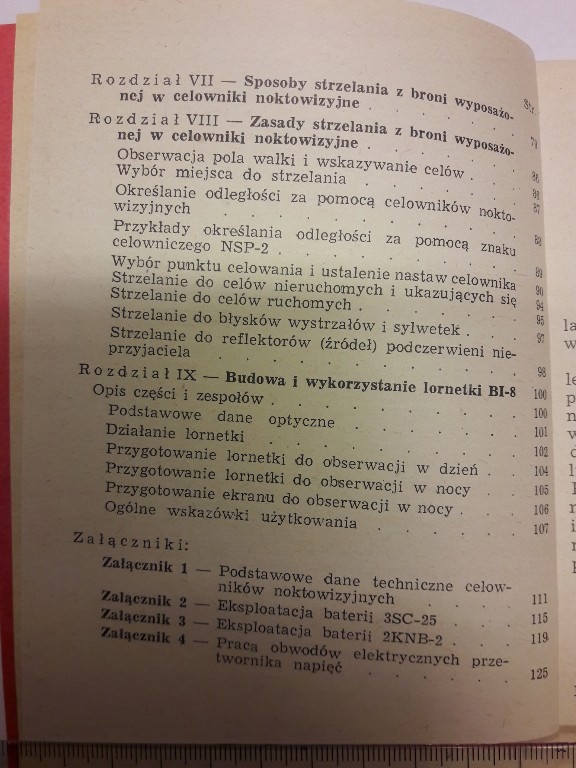 Str.
Rozdział VII — Sposoby strzelania z broni wyposażo-
nej w celowniki noktowizyjne . . . . . . 79
Rozdział VIII — Zasady strzelania z broni wyposażo-
nej w celowniki noktowizyjne . . . . . . 86
Obserwacja pola walki i wskazywanie celów . . 86
Wybór miejsca do strzelania . . . . . . 87
Określanie odległości za pomocą celowników nokto-
wizyjnych . . . . . . . . 88
Przykłady określania odległości za pomocą znaku
celowniczego NSP-2 . . . . . . . 89
Wybór punktu celowania i ustalenie nastaw celownika 90
Strzelanie do celów nieruchomych i ukazujących się 94
Strzelanie do celów ruchomych . . . . . 95
Strzelanie do błysków wystrzałów i sylwetek . . 97
Strzelanie do reflektorów (źródeł) podczerwieni nie-
przyjaciela . . . . . . . . 98
Rozdział IX — Budowa i wykorzystanie lornetki BI-8 100
Opis części i zespołów . . . . . . . 100
Podstawowe dane optyczne . . . . . . 101
Działanie lornetki . . . . . . . 102
Przygotowanie lornetki do obserwacji w dzień . . 104
Przygotowanie lornetki do obserwacji w nocy . . 105
Przygotowanie ekranu do obserwacji w nocy . . . 106
Ogólne wskazówki użytkowania . . . . . 107
Załączniki:
Załącznik 1 — Podstawowe dane techniczne celow-
ników noktowizyjnych . . . . 111
Załącznik 2 — Eksploatacja baterii 3SC-25 . . . 115
Załącznik 3 — Eksploatacja baterii 2KNB-2 . . . 119
Załącznik 4 — Praca obwodów elektrycznych prze-
twornika napięć . . . . . . 125